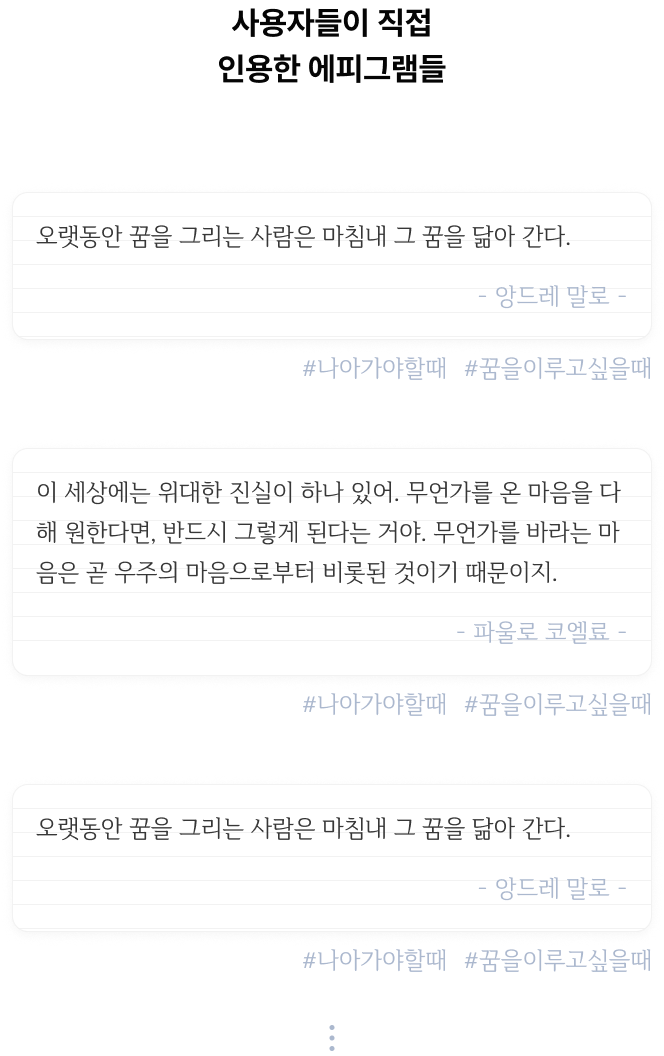 사용자들이 직접
인용한 에피그램들
오랫동안 꿈을 그리는 사람은 마침내 그 꿈을 닮아 간다.
- 앙드레 말로 -
#나아가야할때 #꿈을이루고싶을때
이 세상에는 위대한 진실이 하나 있어. 무언가를 온 마음을 다
해 원한다면, 반드시 그렇게 된다는 거야. 무언가를 바라는 마
음은 곧 우주의 마음으로부터 비롯된 것이기 때문이지.
- 파울로 코엘료 -
#나아가야할때 #꿈을이루고싶을때
오랫동안 꿈을 그리는 사람은 마침내 그 꿈을 닮아 간다.
- 앙드레 말로 -
#나아가야할때 #꿈을이루고싶을때